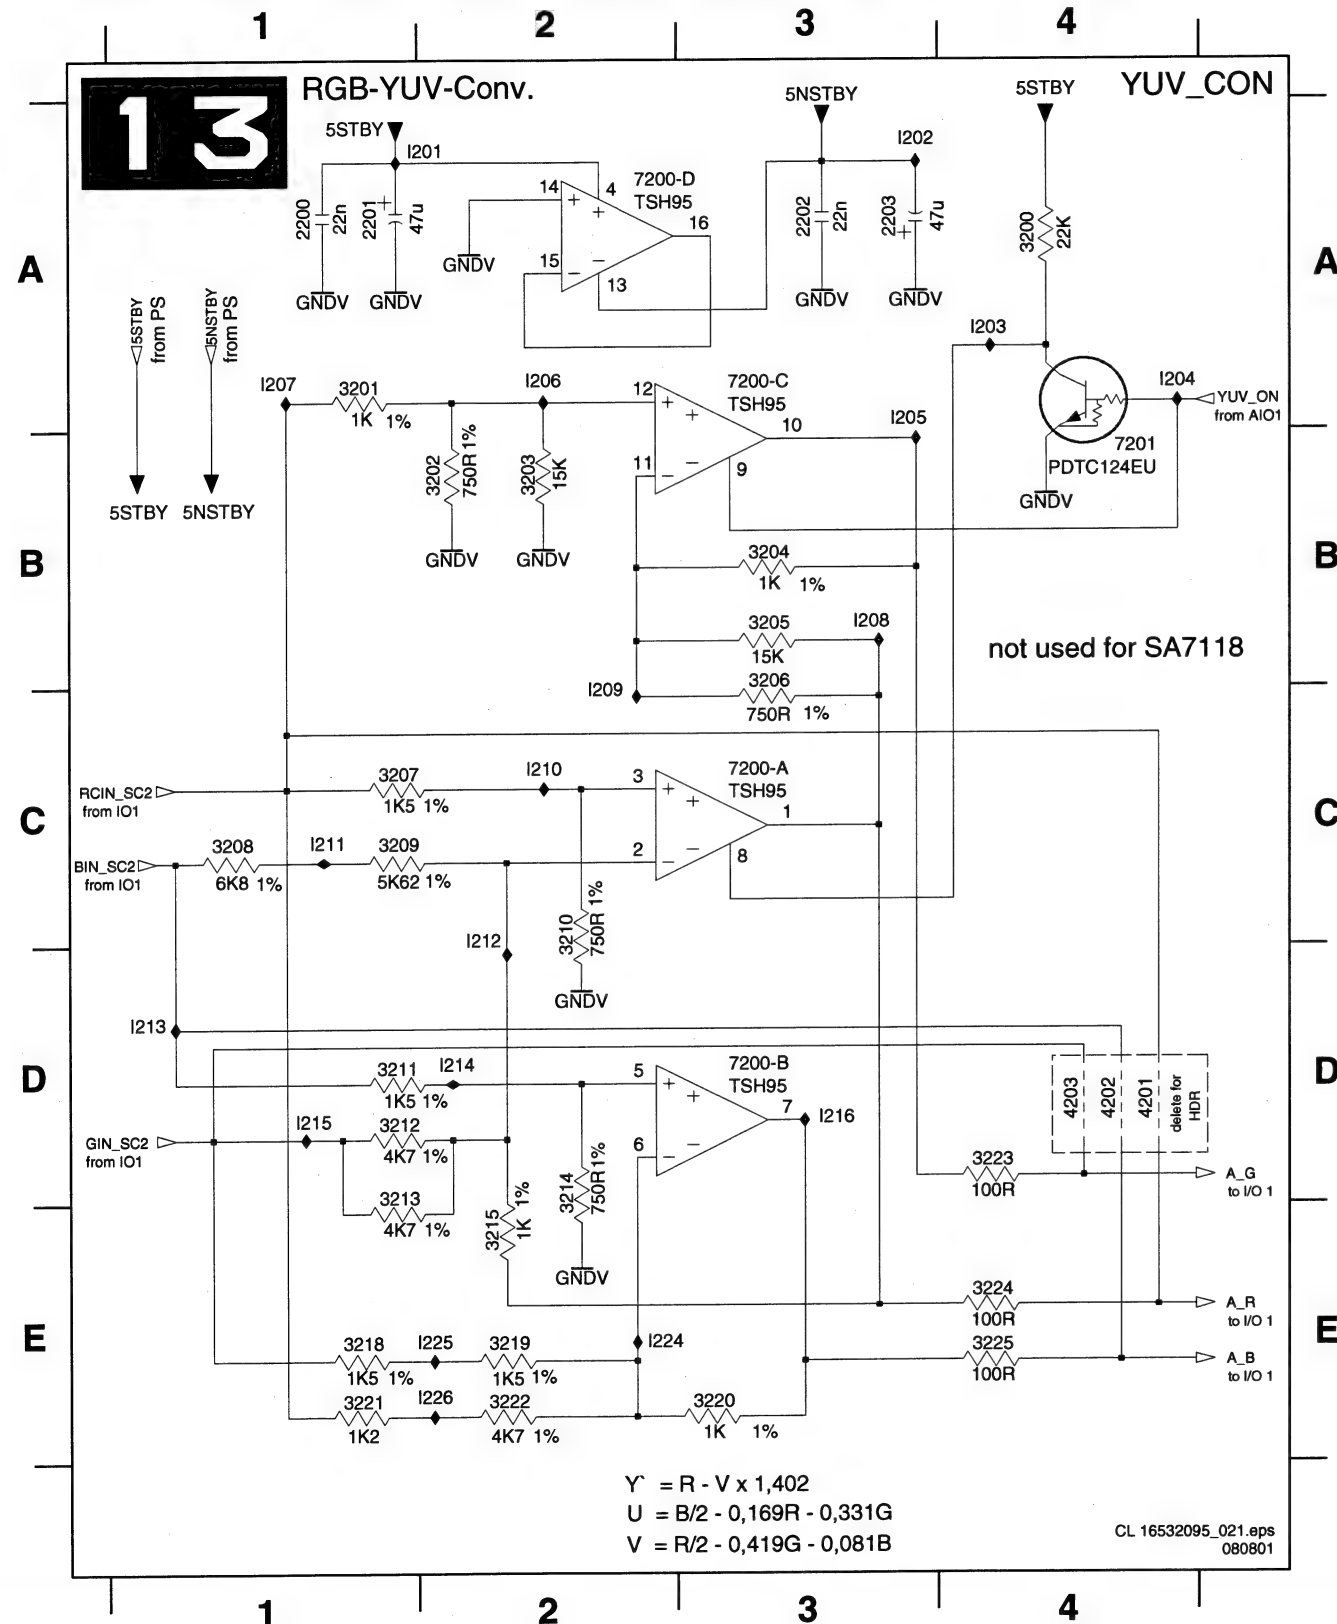 1 2 3 4
13 RGB-YUV-Conv. YUV_CON
5STBY
I201
2200 22n
2201 47u
+
GNDV GNDV
14 + 4
+
7200-D
TSH95
16
15 − −
13
GNDV
5NSTBY
I202
2202 22n
2203 47u
+
GNDV GNDV
5STBY
3200 22K
A A
5STBY from PS
5NSTBY from PS
5STBY 5NSTBY
I203
I204
YUV_ON
from AIO1
7201
PDTC124EU
GNDV
I207
3201
1K 1%
I206
12 +
+
7200-C
TSH95
10
I205
11 −
−
9
3202 750R 1%
3203 15K
GNDV GNDV
B B
3204
1K 1%
3205
15K
I208
not used for SA7118
I209
3206
750R 1%
RCIN_SC2
from IO1
3207
1K5 1%
I210
3 +
+
7200-A
TSH95
1
C C
BIN_SC2
from IO1
3208
6K8 1%
I211
3209
5K62 1%
2 −
−
8
3210 750R 1%
I212
GNDV
I213
D D
3211
1K5 1%
I214
5 +
+
7200-B
TSH95
7
I216
4203
4202
4201
delete for
HDR
GIN_SC2
from IO1
I215
3212
4K7 1%
6 −
−
3213
4K7 1%
3214 750R 1%
3215 1K 1%
GNDV
3223
100R
A_G
to I/O 1
3224
100R
A_R
to I/O 1
E E
I224
3225
100R
A_B
to I/O 1
3218
1K5 1%
I225
3219
1K5 1%
3221
1K2
I226
3222
4K7 1%
3220
1K 1%
Y` = R - V x 1,402
U = B/2 - 0,169R - 0,331G
V = R/2 - 0,419G - 0,081B
CL 16532095_021.eps
080801
1 2 3 4